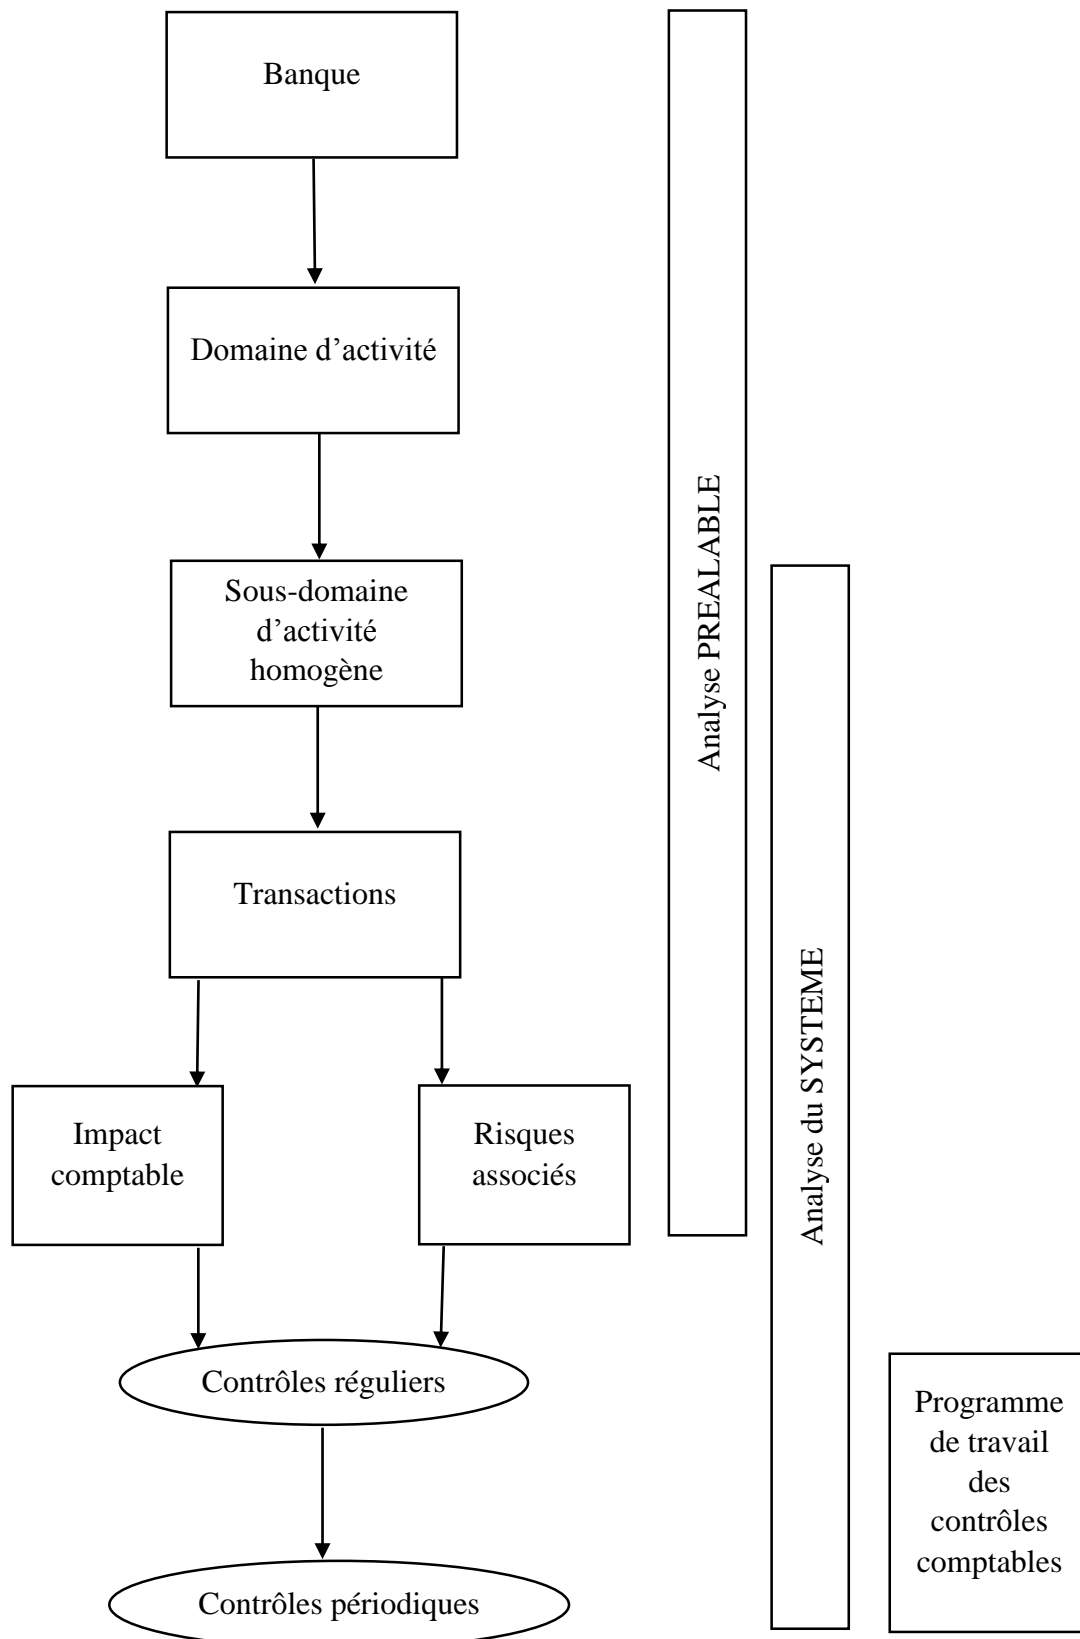 Banque
Domaine d’activité
Sous-domaine
d’activité
homogène
Transactions
Impact
comptable
Risques
associés
Contrôles réguliers
Contrôles périodiques
Analyse PREALABLE
Analyse du SYSTEME
Programme
de travail
des
contrôles
comptables